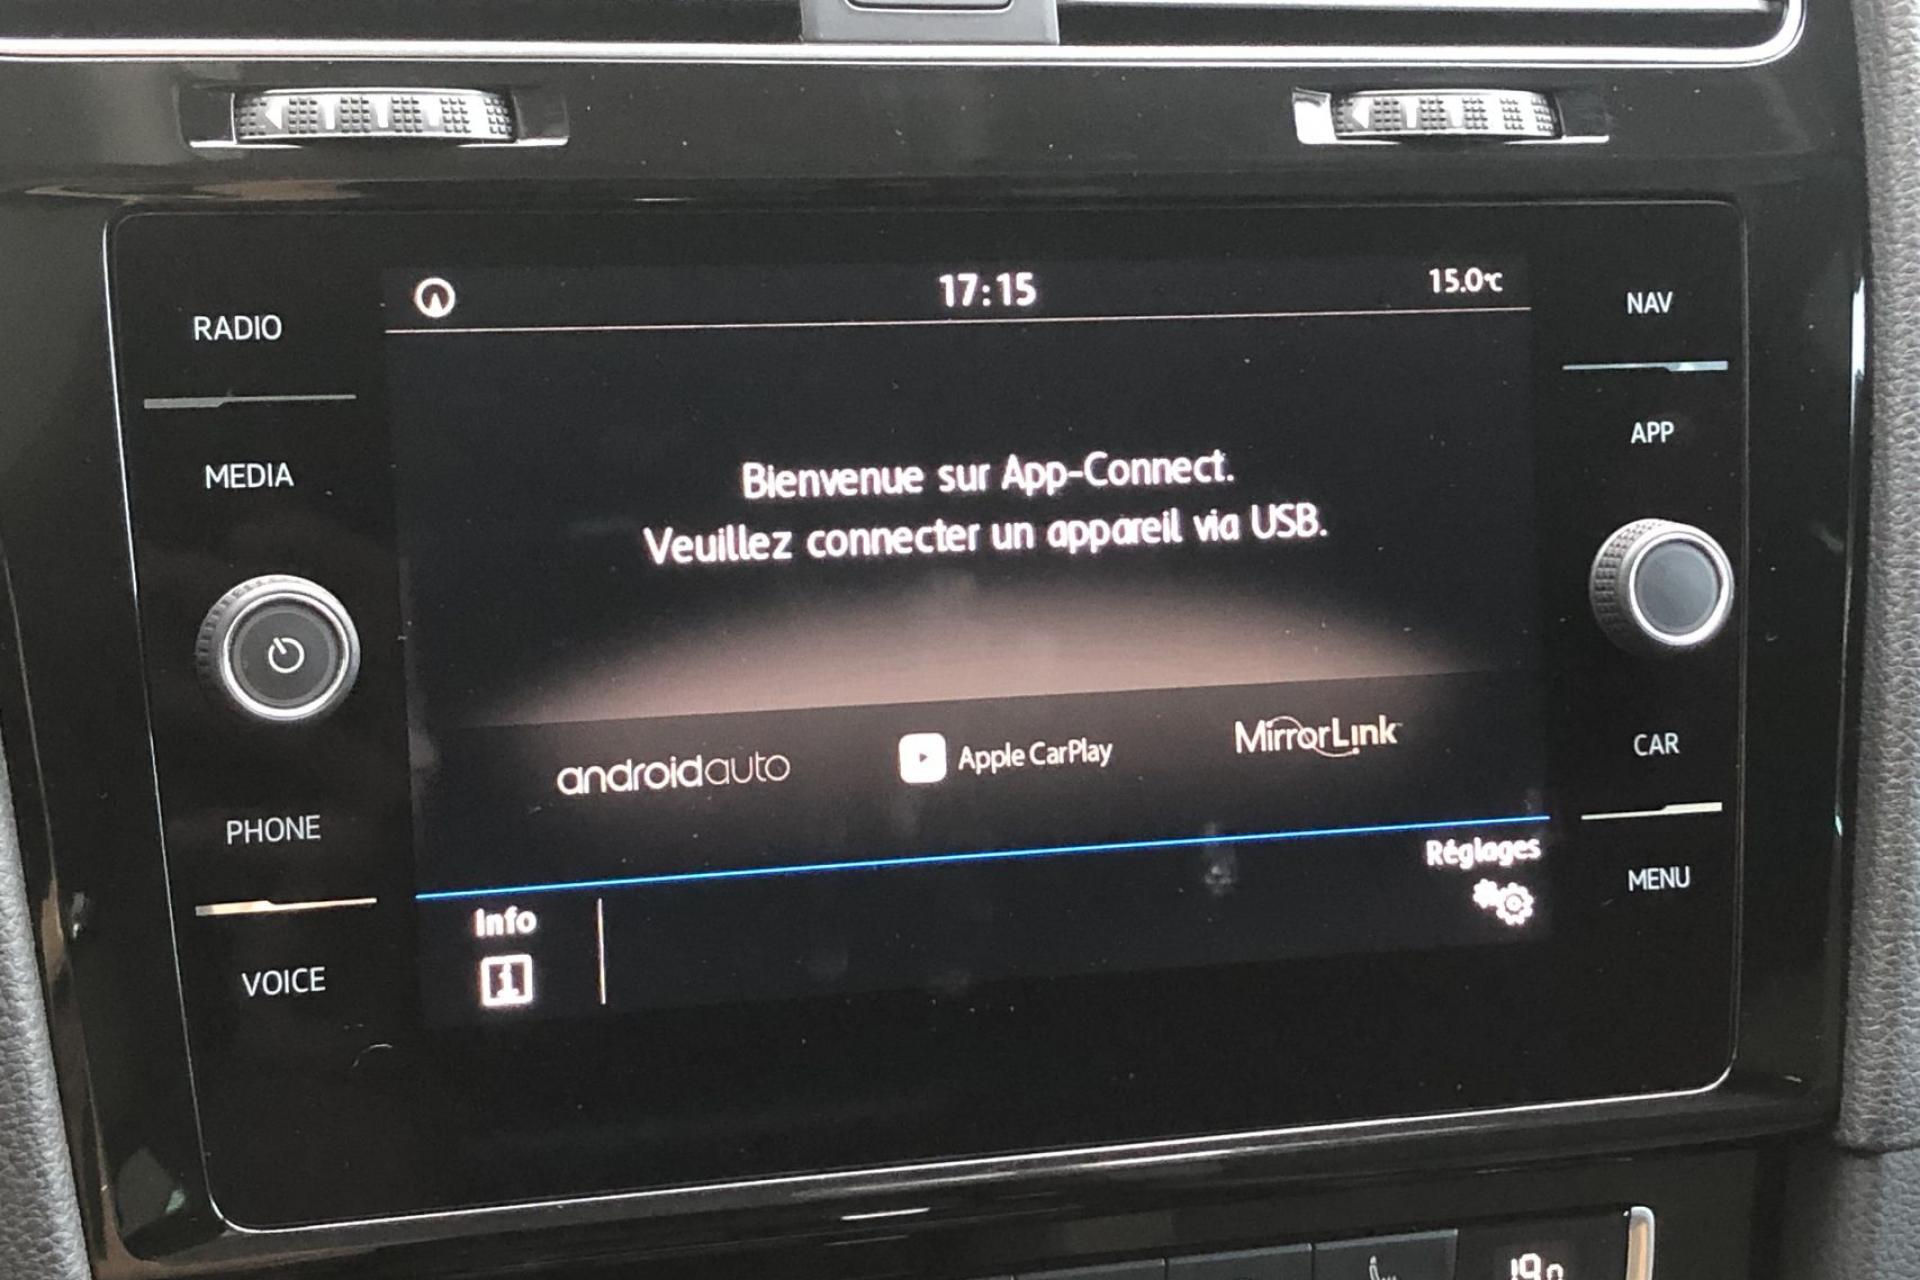 17:15
15.0°C
RADIO
MEDIA
PHONE
VOICE
Bienvenue sur App-Connect.
Veuillez connecter un appareil via USB.
androidauto
Apple CarPlay
MirrorLink
Info
Réglages
NAV
APP
CAR
MENU